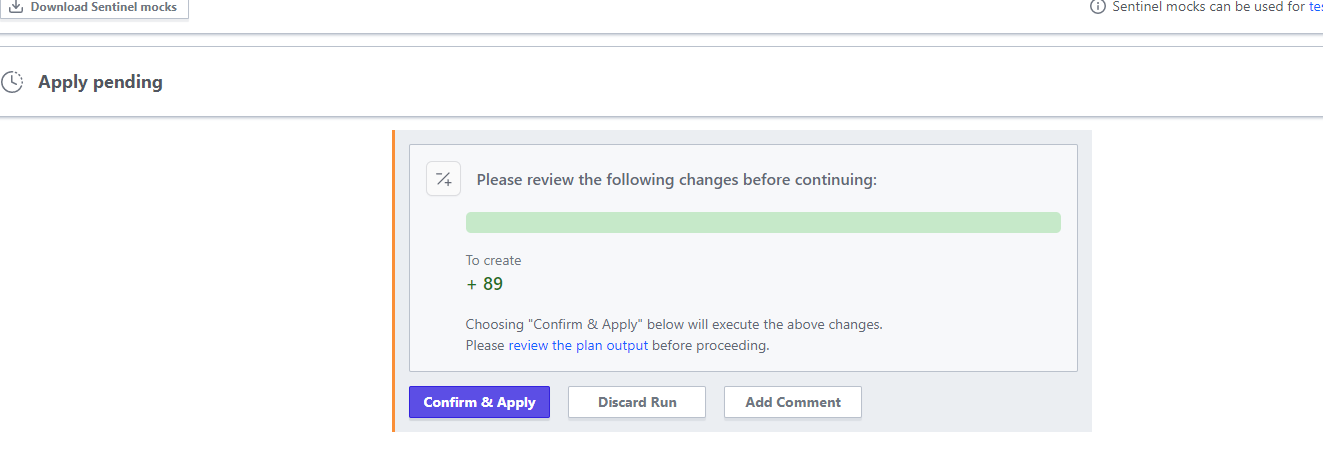 Download Sentinel mocks
Sentinel mocks can be used for tes
Apply pending
Please review the following changes before continuing:
To create
+ 89
Choosing "Confirm & Apply" below will execute the above changes.
Please review the plan output before proceeding.
Confirm & Apply
Discard Run
Add Comment